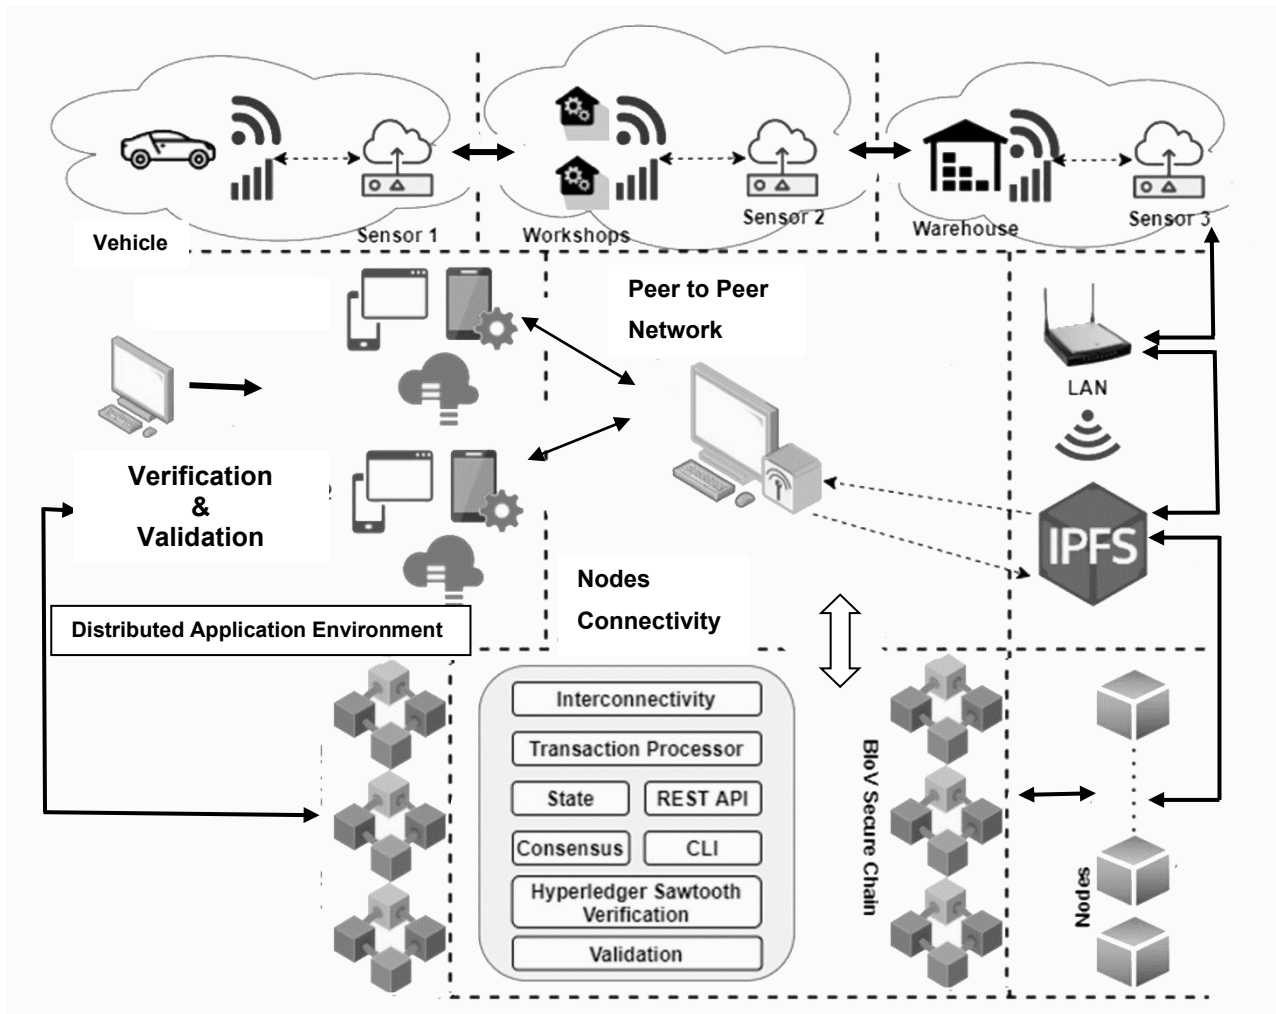 Vehicle
Sensor 1
Workshops
Sensor 2
Warehouse
Sensor 3
Peer to Peer
Network
LAN
Verification
&
Validation
IPFS
Nodes
Connectivity
Distributed Application Environment
Interconnectivity
Transaction Processor
State
REST API
Consensus
CLI
Hyperledger Sawtooth
Verification
Validation
BIoV Secure Chain
Nodes